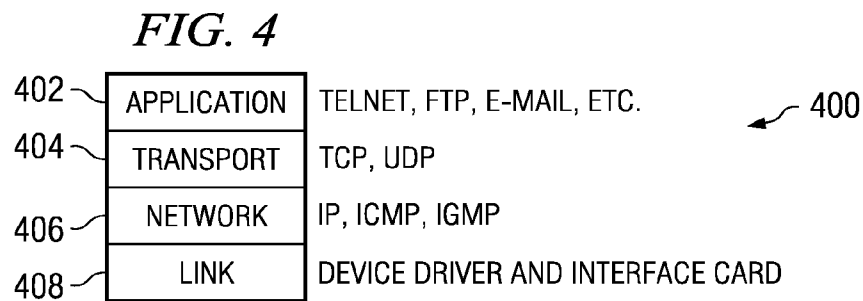 FIG. 4
402 APPLICATION TELNET, FTP, E-MAIL, ETC. 400
404 TRANSPORT TCP, UDP
406 NETWORK IP, ICMP, IGMP
408 LINK DEVICE DRIVER AND INTERFACE CARD